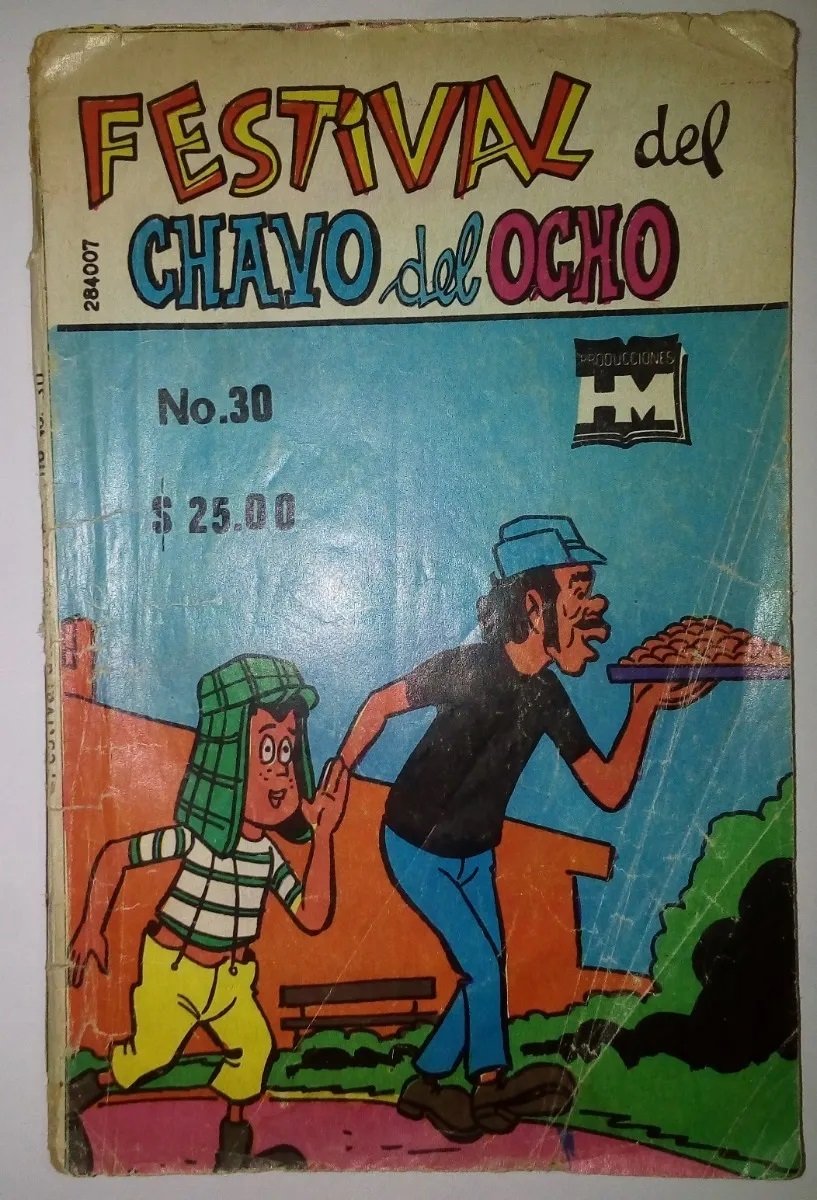 FESTIVAL del
CHAVO del OCHO
284007
PRODUCCIONES
HM
No.30
$ 25.00